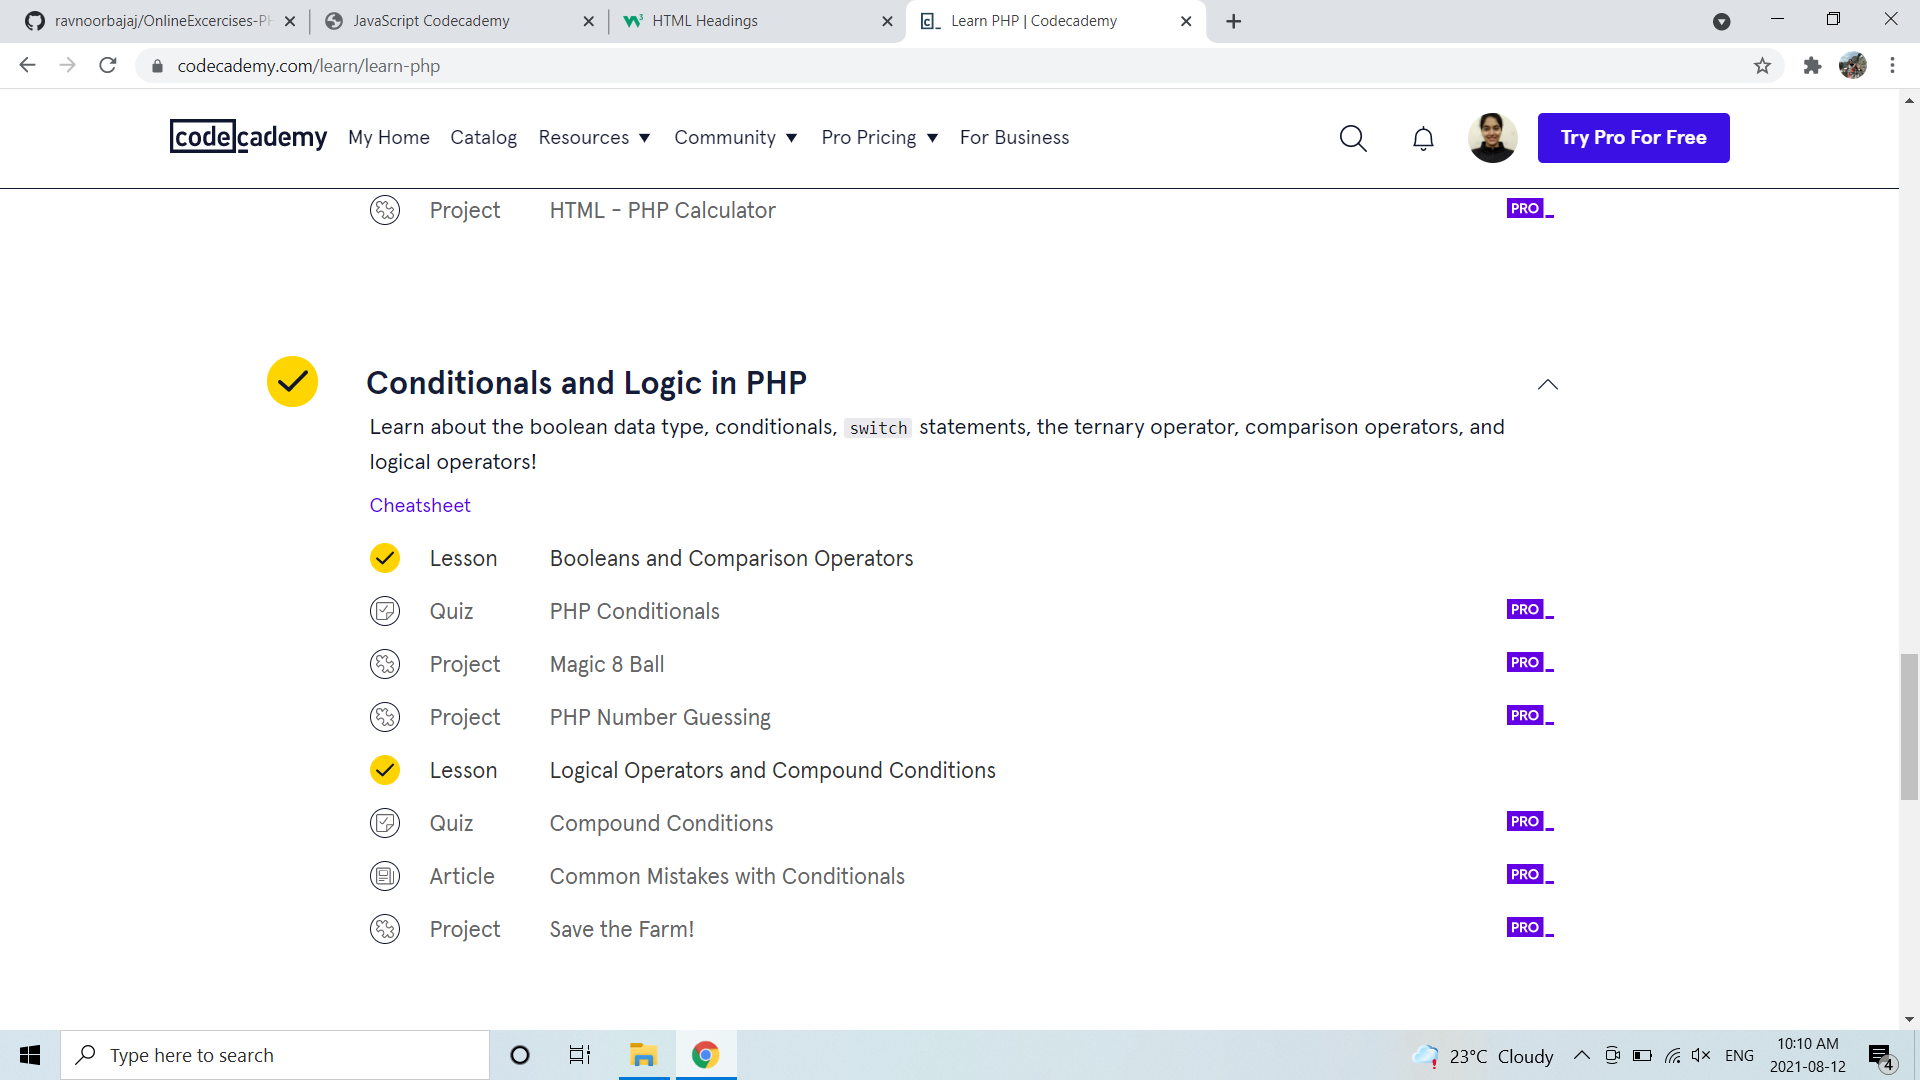 ravnoorbajaj/OnlineExcercises-PH
JavaScript Codecademy
HTML Headings
Learn PHP | Codecademy
codecademy.com/learn/learn-php
codecademy
My Home
Catalog
Resources
Community
Pro Pricing
For Business
Try Pro For Free
Project HTML - PHP Calculator PRO
Conditionals and Logic in PHP
Learn about the boolean data type, conditionals, switch statements, the ternary operator, comparison operators, and
logical operators!
Cheatsheet
Lesson Booleans and Comparison Operators
Quiz PHP Conditionals PRO
Project Magic 8 Ball PRO
Project PHP Number Guessing PRO
Lesson Logical Operators and Compound Conditions
Quiz Compound Conditions PRO
Article Common Mistakes with Conditionals PRO
Project Save the Farm! PRO
Type here to search
23°C Cloudy
ENG
10:10 AM
2021-08-12
4